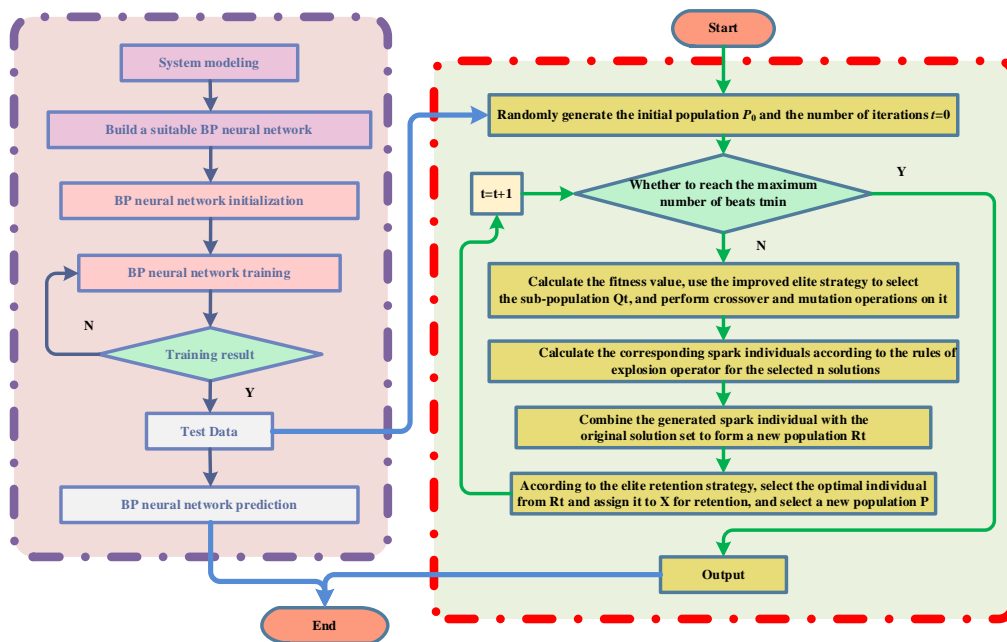 System modeling
Build a suitable BP neural network
BP neural network initialization
BP neural network training
N
Training result
Y
Test Data
BP neural network prediction
Start
Randomly generate the initial population P₀ and the number of iterations t=0
Whether to reach the maximum
number of beats tmin
Y
t=t+1
N
Calculate the fitness value, use the improved elite strategy to select
the sub-population Qt, and perform crossover and mutation operations on it
Calculate the corresponding spark individuals according to the rules of
explosion operator for the selected n solutions
Combine the generated spark individual with the
original solution set to form a new population Rt
According to the elite retention strategy, select the optimal individual
from Rt and assign it to X for retention, and select a new population P
Output
End